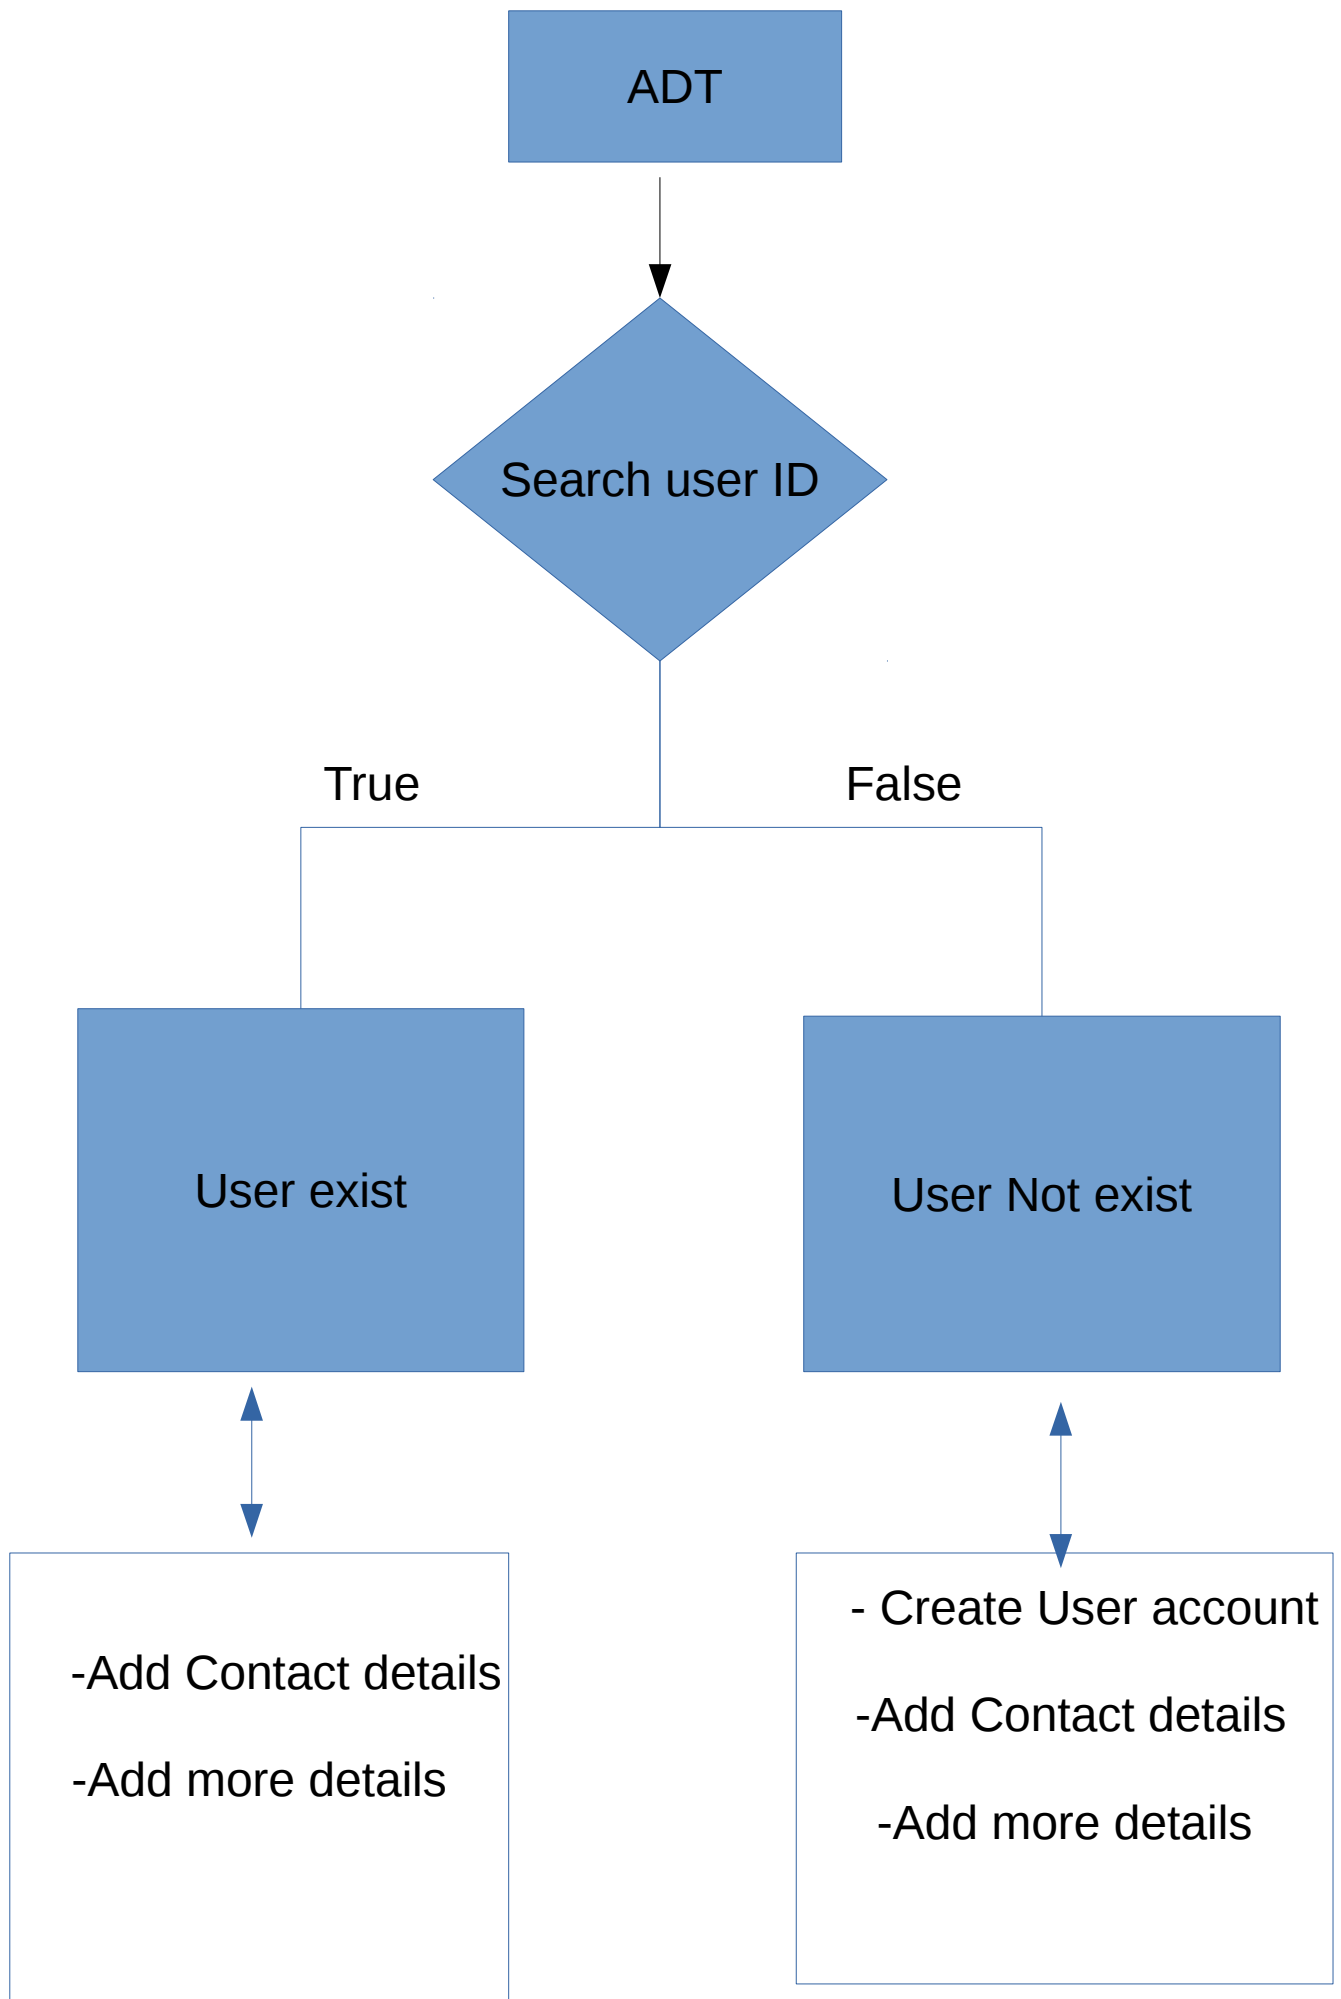 ADT
Search user ID
True
False
User exist
User Not exist
-Add Contact details
-Add more details
- Create User account
-Add Contact details
-Add more details